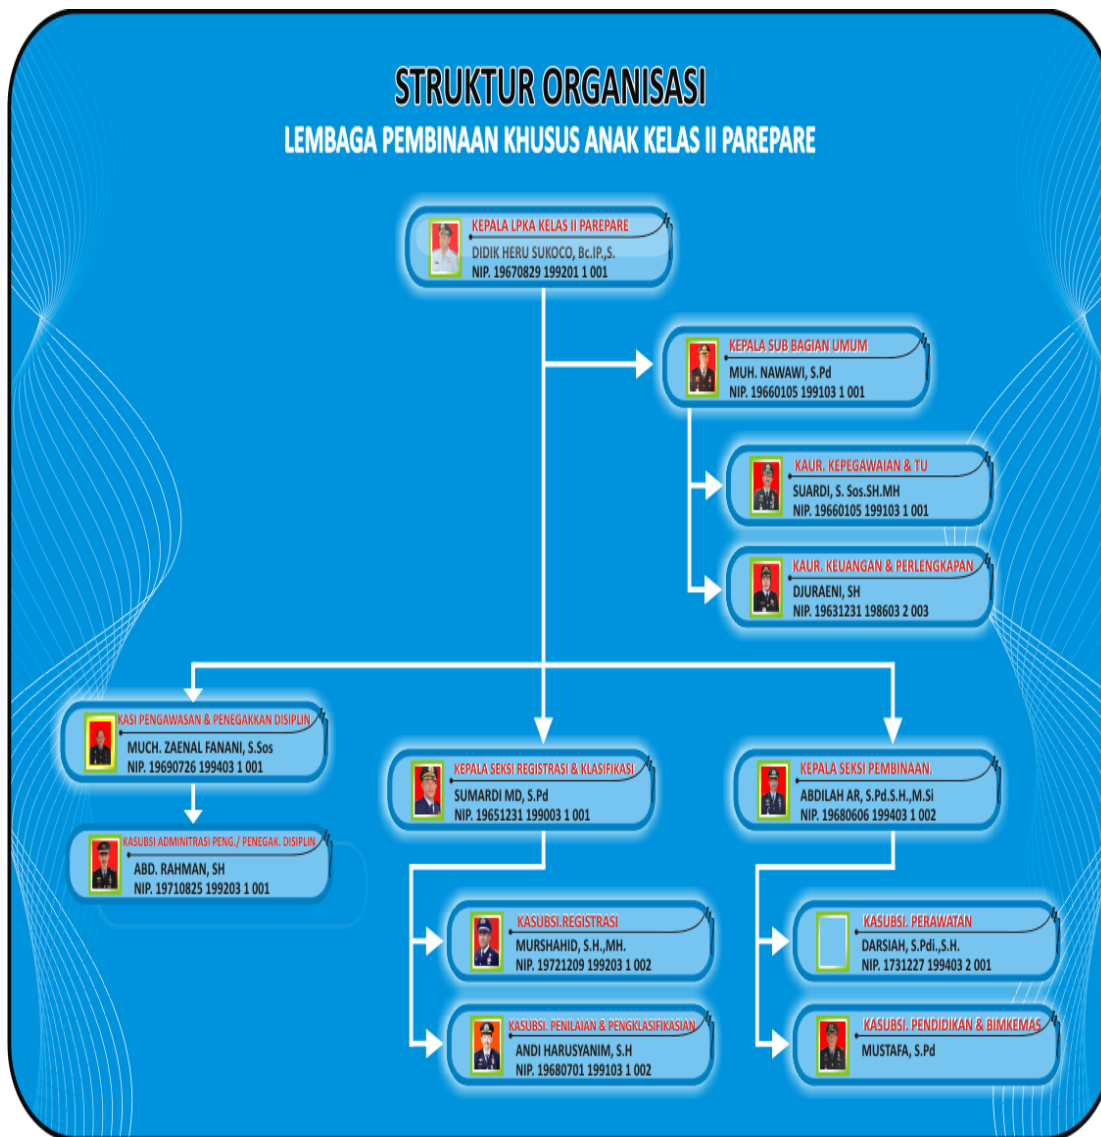 STRUKTUR ORGANISASI
LEMBAGA PEMBINAAN KHUSUS ANAK KELAS II PAREPARE
KEPALA LPKA KELAS II PAREPARE
DIDIK HERU SUKOCO, Bc.IP.,S.
NIP. 19670829 199201 1 001
KEPALA SUB BAGIAN UMUM
MUH. NAWAWI, S.Pd
NIP. 19660105 199103 1 001
KAUR. KEPEGAWAIAN & TU
SUARDI, S. Sos.SH.MH
NIP. 19660105 199103 1 001
KAUR. KEUANGAN & PERLENGKAPAN
DJURAENI, SH
NIP. 19631231 198603 2 003
KASI PENGAWASAN & PENEGAKKAN DISIPLIN
MUCH. ZAENAL FANANI, S.Sos
NIP. 19690726 199403 1 001
KASUBSI ADMINITRASI PENG./ PENEGAK. DISIPLIN
ABD. RAHMAN, SH
NIP. 19710825 199203 1 001
KEPALA SEKSI REGISTRASI & KLASIFIKASI
SUMARDI MD, S.Pd
NIP. 19651231 199003 1 001
KASUBSI.REGISTRASI
MURSHAHID, S.H.,MH.
NIP. 19721209 199203 1 002
KASUBSI. PENILAIAN & PENGKLASIFIKASIAN
ANDI HARUSYANIM, S.H
NIP. 19680701 199103 1 002
KEPALA SEKSI PEMBINAAN.
ABDILAH AR, S.Pd.S.H.,M.Si
NIP. 19680606 199403 1 002
KASUBSI. PERAWATAN
DARSIAH, S.Pdi.,S.H.
NIP. 1731227 199403 2 001
KASUBSI. PENDIDIKAN & BIMKEMAS
MUSTAFA, S.Pd